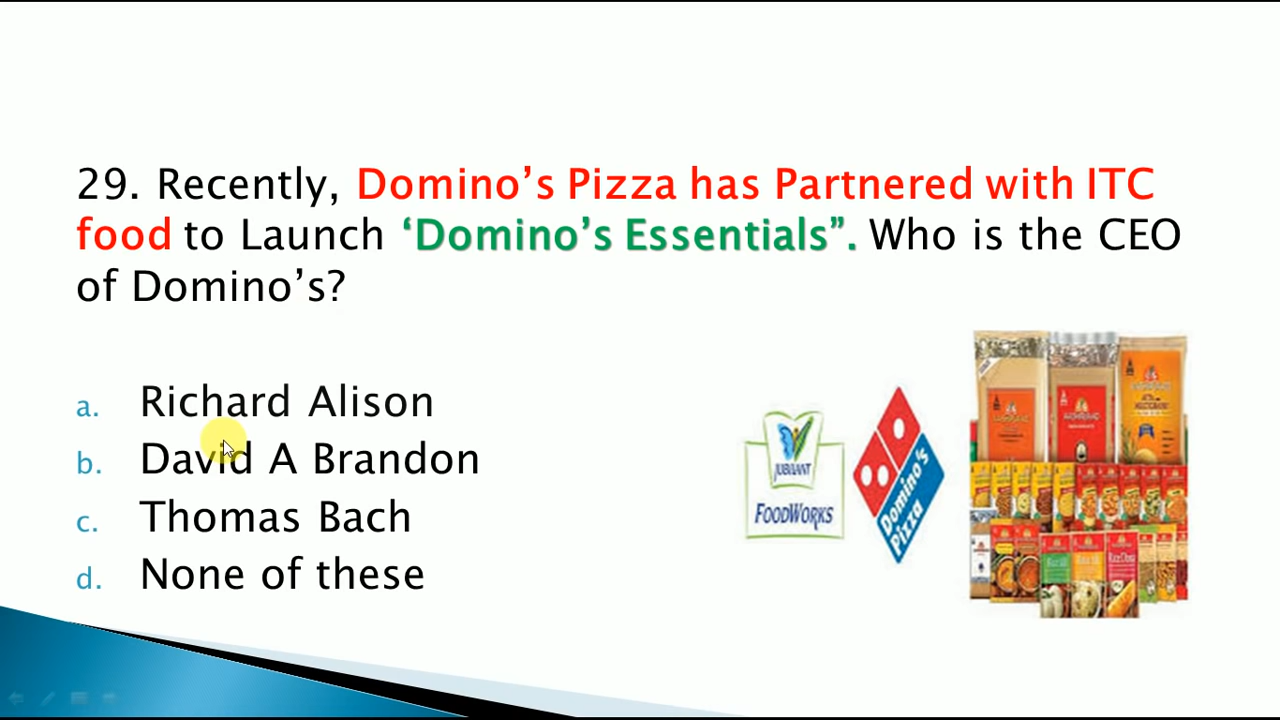 29. Recently, Domino’s Pizza has Partnered with ITC
food to Launch ‘Domino’s Essentials”. Who is the CEO
of Domino’s?
a. Richard Alison
b. David A Brandon
c. Thomas Bach
d. None of these
JUBILANT
FOODWORKS
Domino's
Pizza